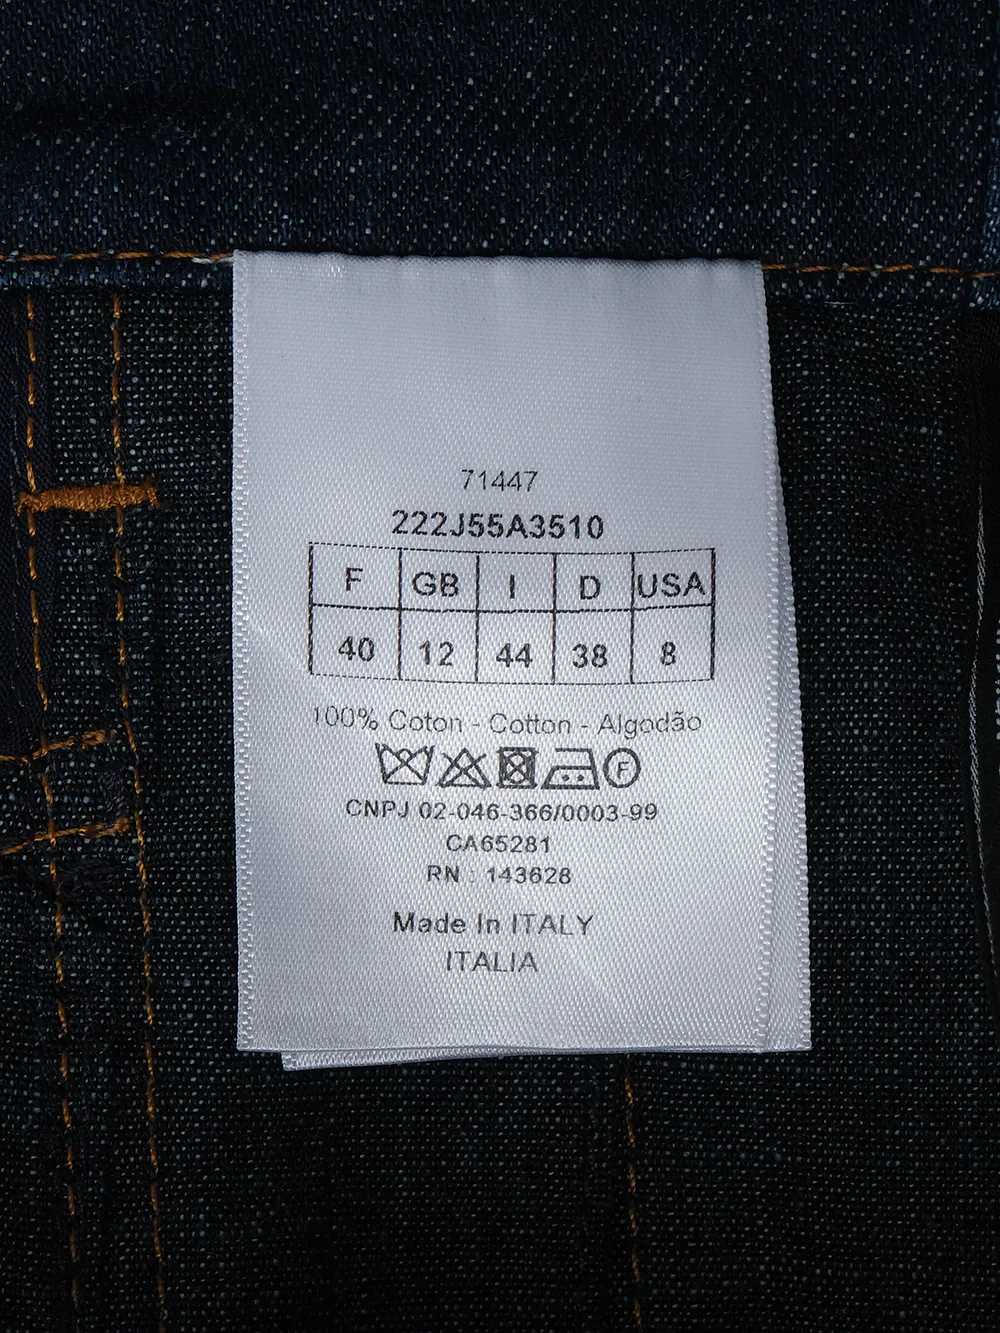 71447
222J55A3510
F GB I D USA
40 12 44 38 8
100% Coton - Cotton - Algodão
F
CNPJ 02-046-366/0003-99
CA65281
RN : 143628
Made In ITALY
ITALIA